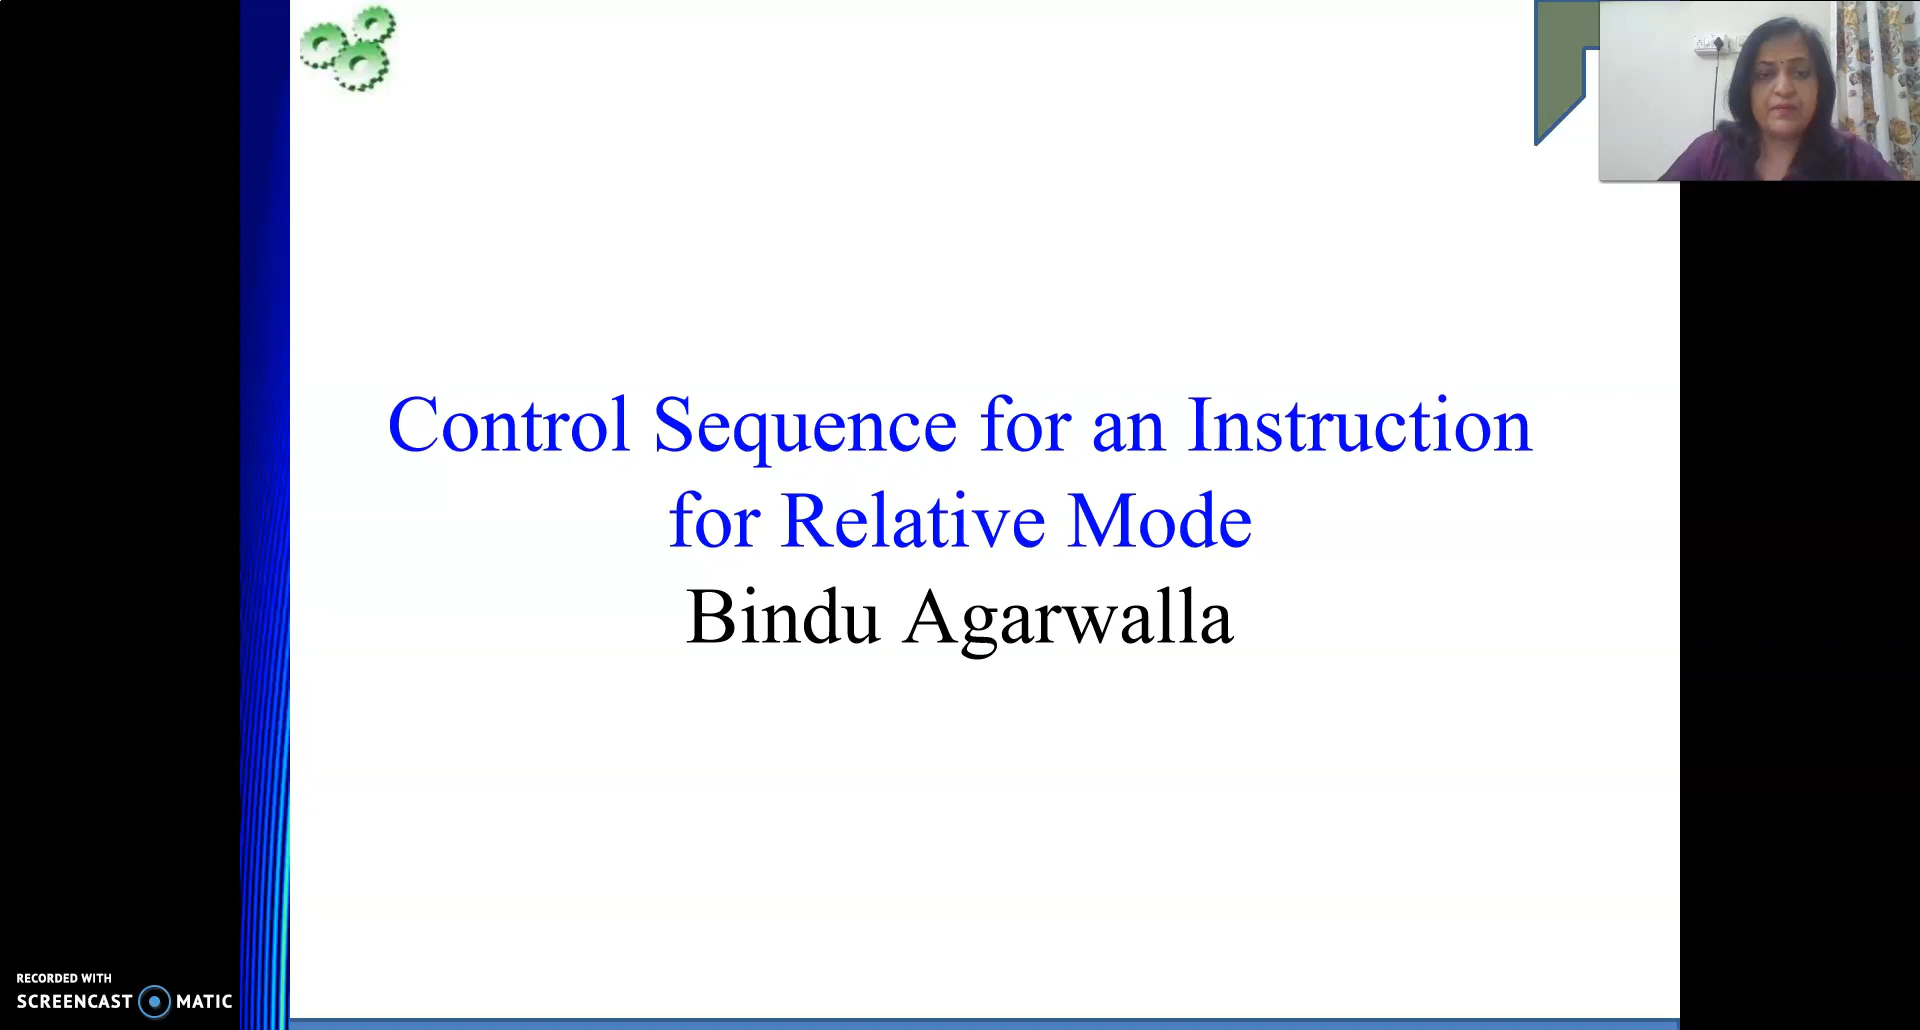 Control Sequence for an Instruction
for Relative Mode
Bindu Agarwalla
RECORDED WITH
SCREENCAST MATIC